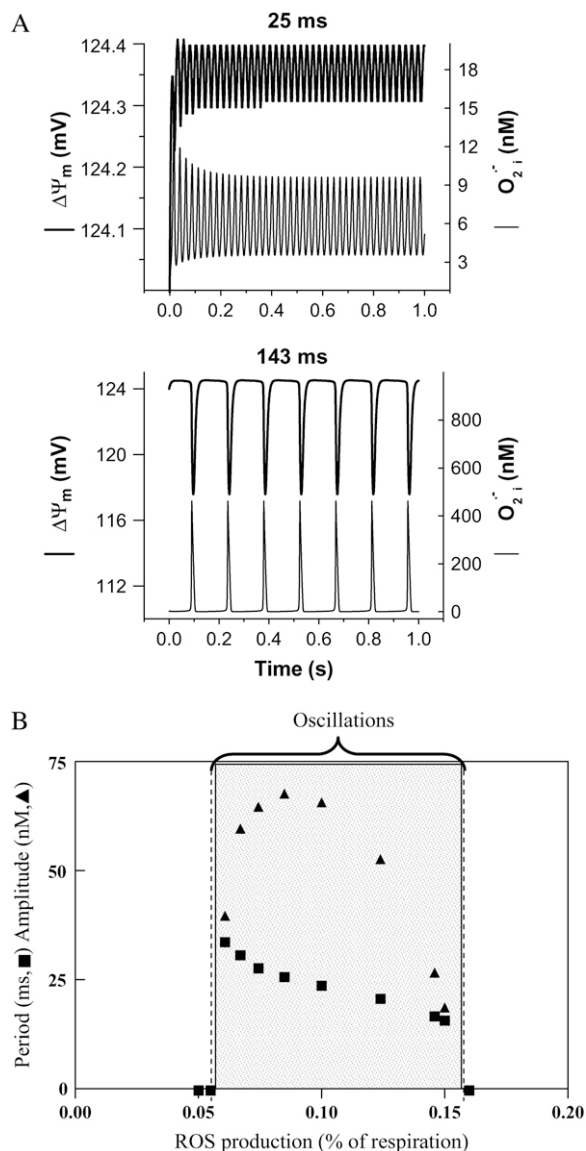 A
25 ms
124.4
124.3
124.2
124.1
ΔΨm (mV)
18
15
12
9
6
3
O2·- i (nM)
0.0 0.2 0.4 0.6 0.8 1.0
143 ms
124
120
116
112
ΔΨm (mV)
800
600
400
200
0
O2·- i (nM)
0.0 0.2 0.4 0.6 0.8 1.0
Time (s)
B
Oscillations
75
50
25
0
Period (ms,■) Amplitude (nM,▲)
0.00 0.05 0.10 0.15 0.20
ROS production (% of respiration)